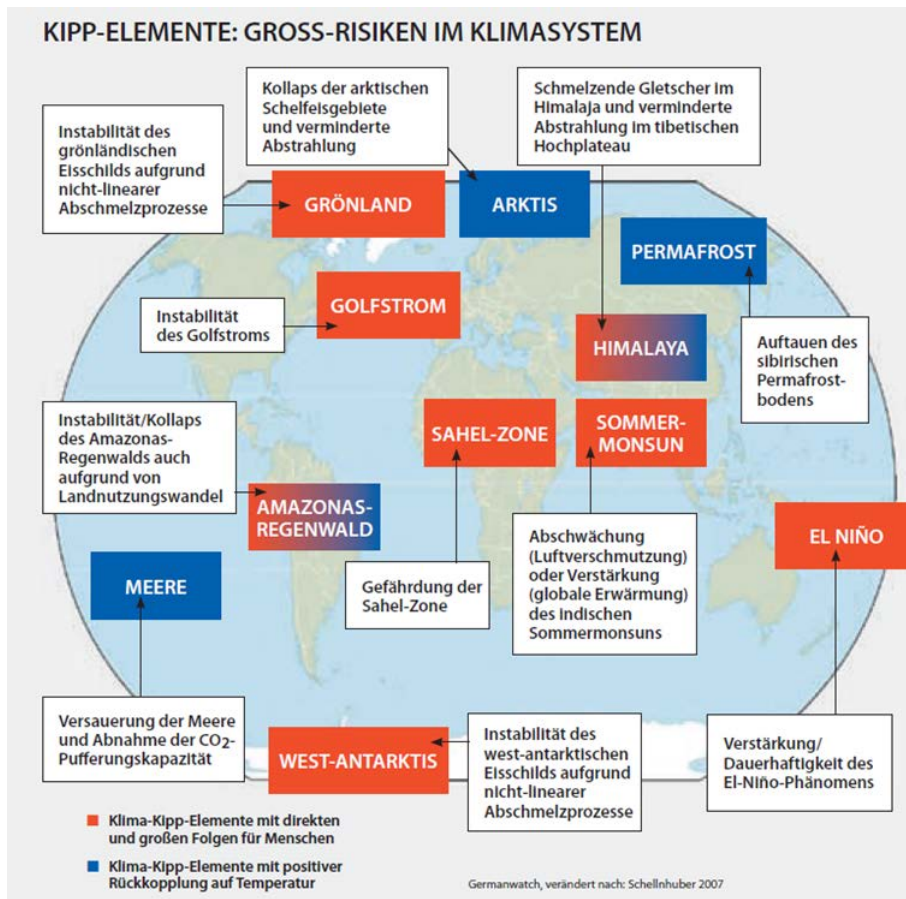 KIPP-ELEMENTE: GROSS-RISIKEN IM KLIMASYSTEM
Instabilität des
grönländischen
Eisschilds aufgrund
nicht-linearer
Abschmelzprozesse
Kollaps der arktischen
Schelfeisgebiete
und verminderte
Abstrahlung
Schmelzende Gletscher im
Himalaja und verminderte
Abstrahlung im tibetischen
Hochplateau
GRÖNLAND
ARKTIS
PERMAFROST
GOLFSTROM
Instabilität
des Golfstroms
HIMALAYA
Auftauen des
sibirischen
Permafrost-
bodens
Instabilität/Kollaps
des Amazonas-
Regenwalds auch
aufgrund von
Landnutzungswandel
SAHEL-ZONE
SOMMER-
MONSUN
AMAZONAS-
REGENWALD
EL NIÑO
MEERE
Gefährdung der
Sahel-Zone
Abschwächung
(Luftverschmutzung)
oder Verstärkung
(globale Erwärmung)
des indischen
Sommermonsuns
Versauerung der Meere
und Abnahme der CO2-
Pufferungskapazität
WEST-ANTARKTIS
Instabilität des
west-antarktischen
Eisschilds aufgrund
nicht-linearer
Abschmelzprozesse
Verstärkung/
Dauerhaftigkeit des
El-Niño-Phänomens
Klima-Kipp-Elemente mit direkten
und großen Folgen für Menschen
Klima-Kipp-Elemente mit positiver
Rückkopplung auf Temperatur
Germanwatch, verändert nach: Schellnhuber 2007